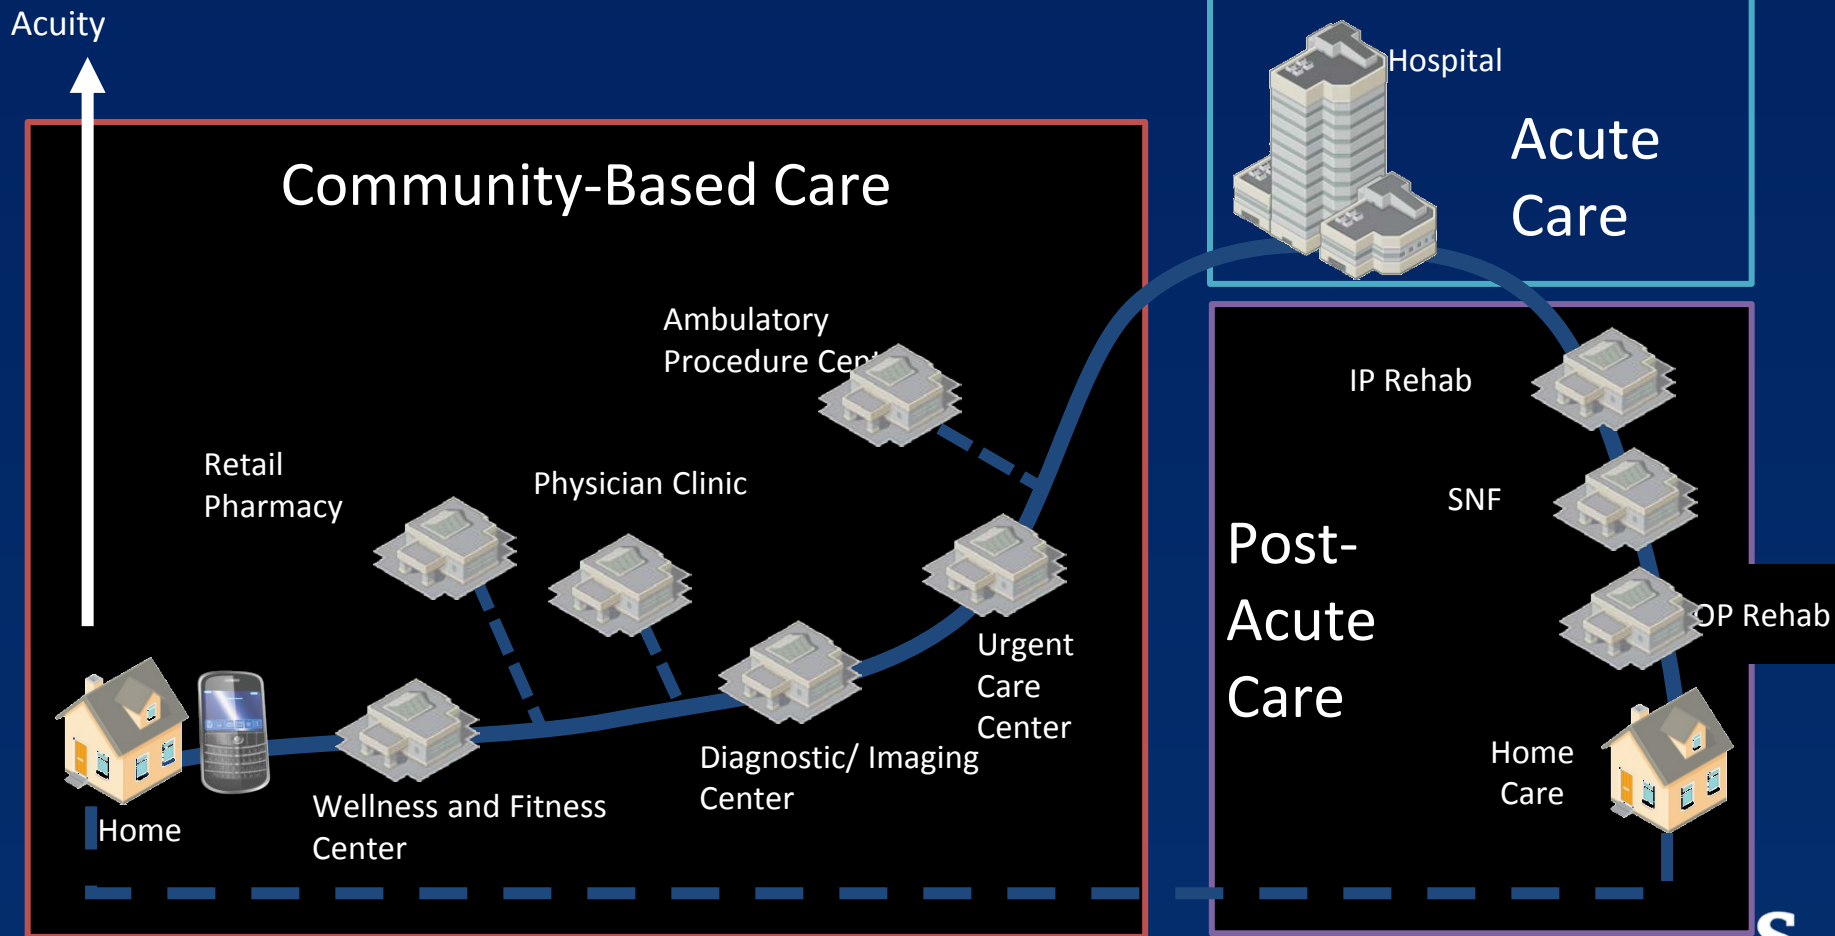 Acuity
Hospital
Acute
Care
Community-Based Care
Ambulatory
Procedure
IP Rehab
Retail
Pharmacy
Physician Clinic
SNF
Post-
Acute
Care
OP Rehab
Urgent
Care
Center
Diagnostic/ Imaging
Center
Home
Care
Wellness and Fitness
Center
Home